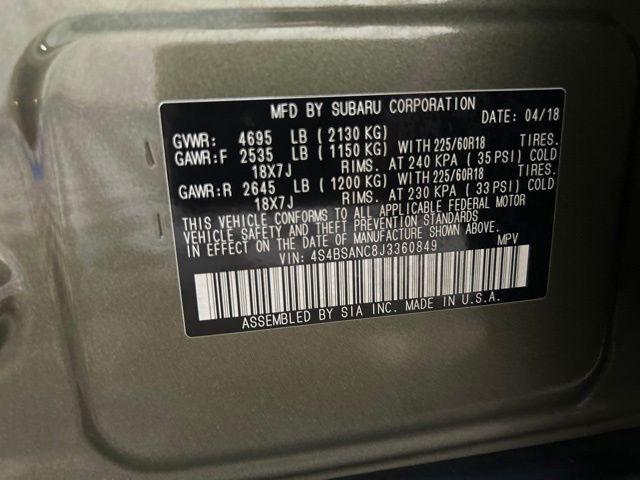 MFD BY SUBARU CORPORATION DATE: 04/18
GVWR: 4695 LB ( 2130 KG)
GAWR:F 2535 LB ( 1150 KG) WITH 225/60R18 TIRES.
18X7J RIMS. AT 240 KPA ( 35 PSI) COLD
GAWR:R 2645 LB ( 1200 KG) WITH 225/60R18 TIRES.
18X7J RIMS. AT 230 KPA ( 33 PSI) COLD
THIS VEHICLE CONFORMS TO ALL APPLICABLE FEDERAL MOTOR
VEHICLE SAFETY, BUMPER, AND THEFT PREVENTION STANDARDS
IN EFFECT ON THE DATE OF MANUFACTURE SHOWN ABOVE.
VIN: 4S4BSANC8J3360849 MPV
ASSEMBLED BY SIA INC. MADE IN U.S.A.